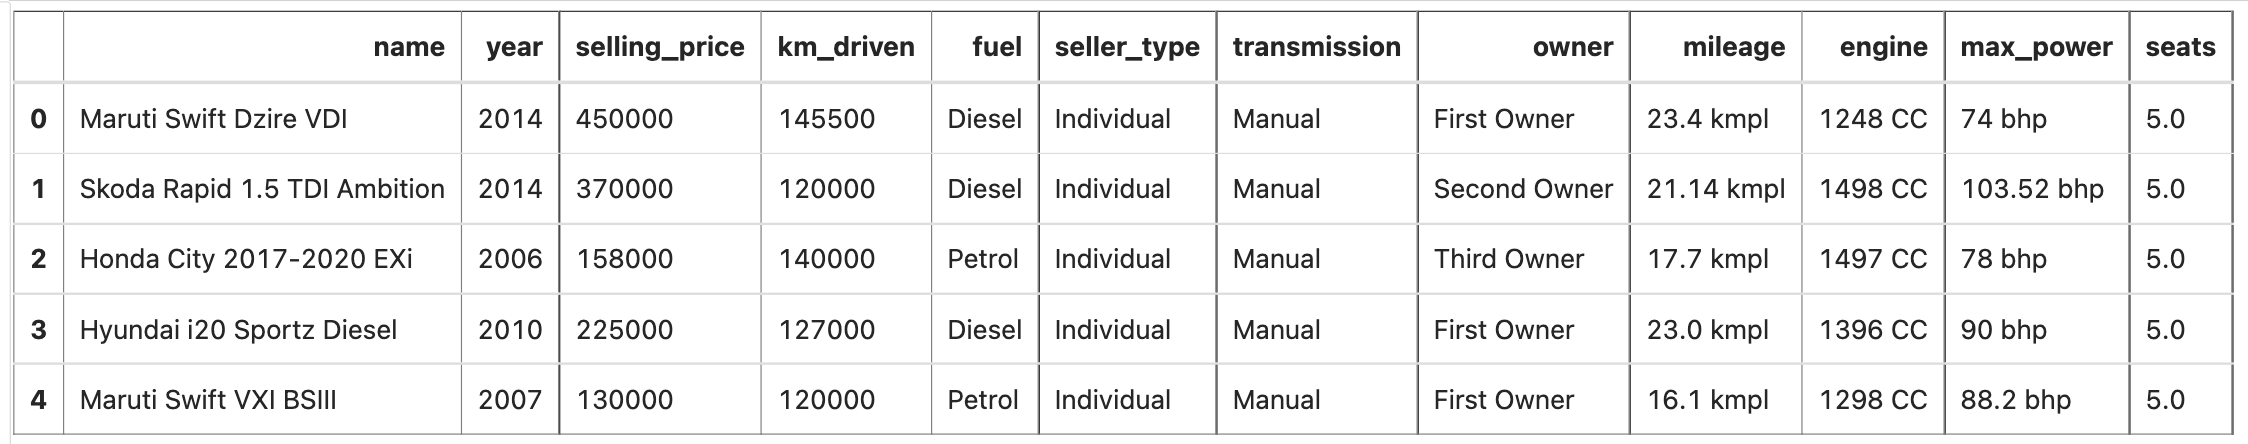 name year selling_price km_driven fuel seller_type transmission owner mileage engine max_power seats
0 Maruti Swift Dzire VDI 2014 450000 145500 Diesel Individual Manual First Owner 23.4 kmpl 1248 CC 74 bhp 5.0
1 Skoda Rapid 1.5 TDI Ambition 2014 370000 120000 Diesel Individual Manual Second Owner 21.14 kmpl 1498 CC 103.52 bhp 5.0
2 Honda City 2017-2020 EXi 2006 158000 140000 Petrol Individual Manual Third Owner 17.7 kmpl 1497 CC 78 bhp 5.0
3 Hyundai i20 Sportz Diesel 2010 225000 127000 Diesel Individual Manual First Owner 23.0 kmpl 1396 CC 90 bhp 5.0
4 Maruti Swift VXI BSIII 2007 130000 120000 Petrol Individual Manual First Owner 16.1 kmpl 1298 CC 88.2 bhp 5.0